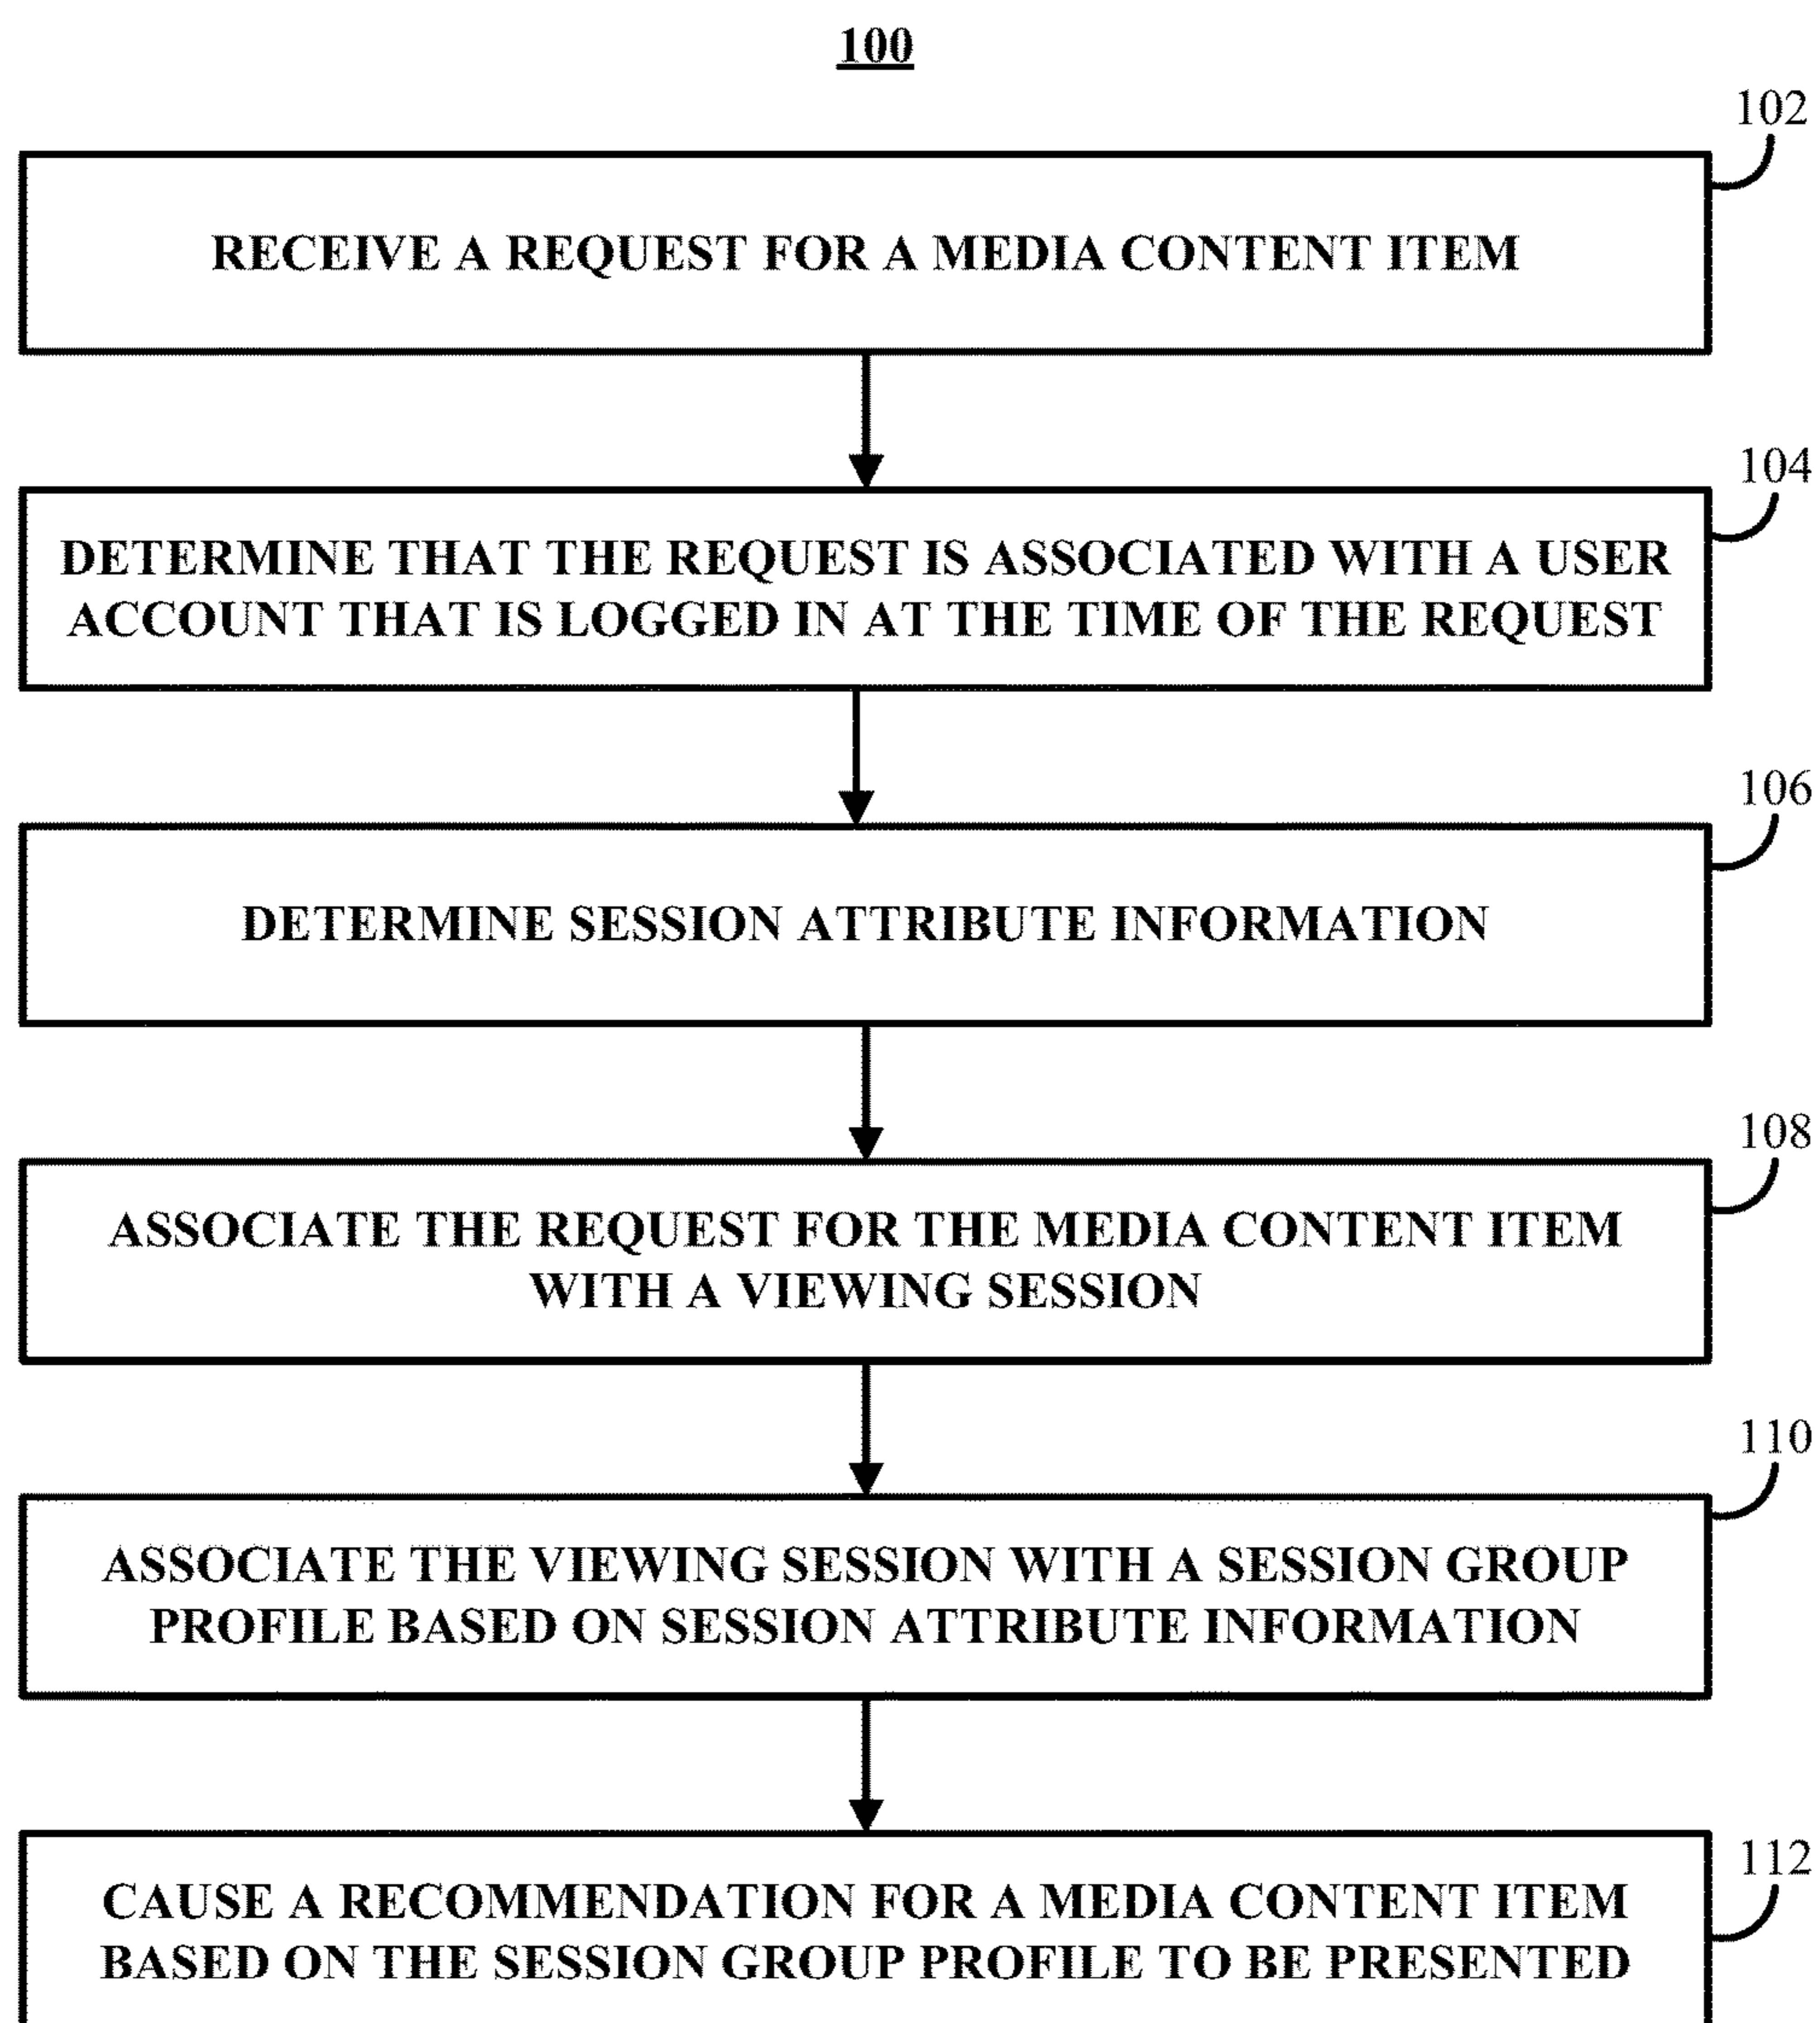 100
102
RECEIVE A REQUEST FOR A MEDIA CONTENT ITEM
104
DETERMINE THAT THE REQUEST IS ASSOCIATED WITH A USER
ACCOUNT THAT IS LOGGED IN AT THE TIME OF THE REQUEST
106
DETERMINE SESSION ATTRIBUTE INFORMATION
108
ASSOCIATE THE REQUEST FOR THE MEDIA CONTENT ITEM
WITH A VIEWING SESSION
110
ASSOCIATE THE VIEWING SESSION WITH A SESSION GROUP
PROFILE BASED ON SESSION ATTRIBUTE INFORMATION
112
CAUSE A RECOMMENDATION FOR A MEDIA CONTENT ITEM
BASED ON THE SESSION GROUP PROFILE TO BE PRESENTED